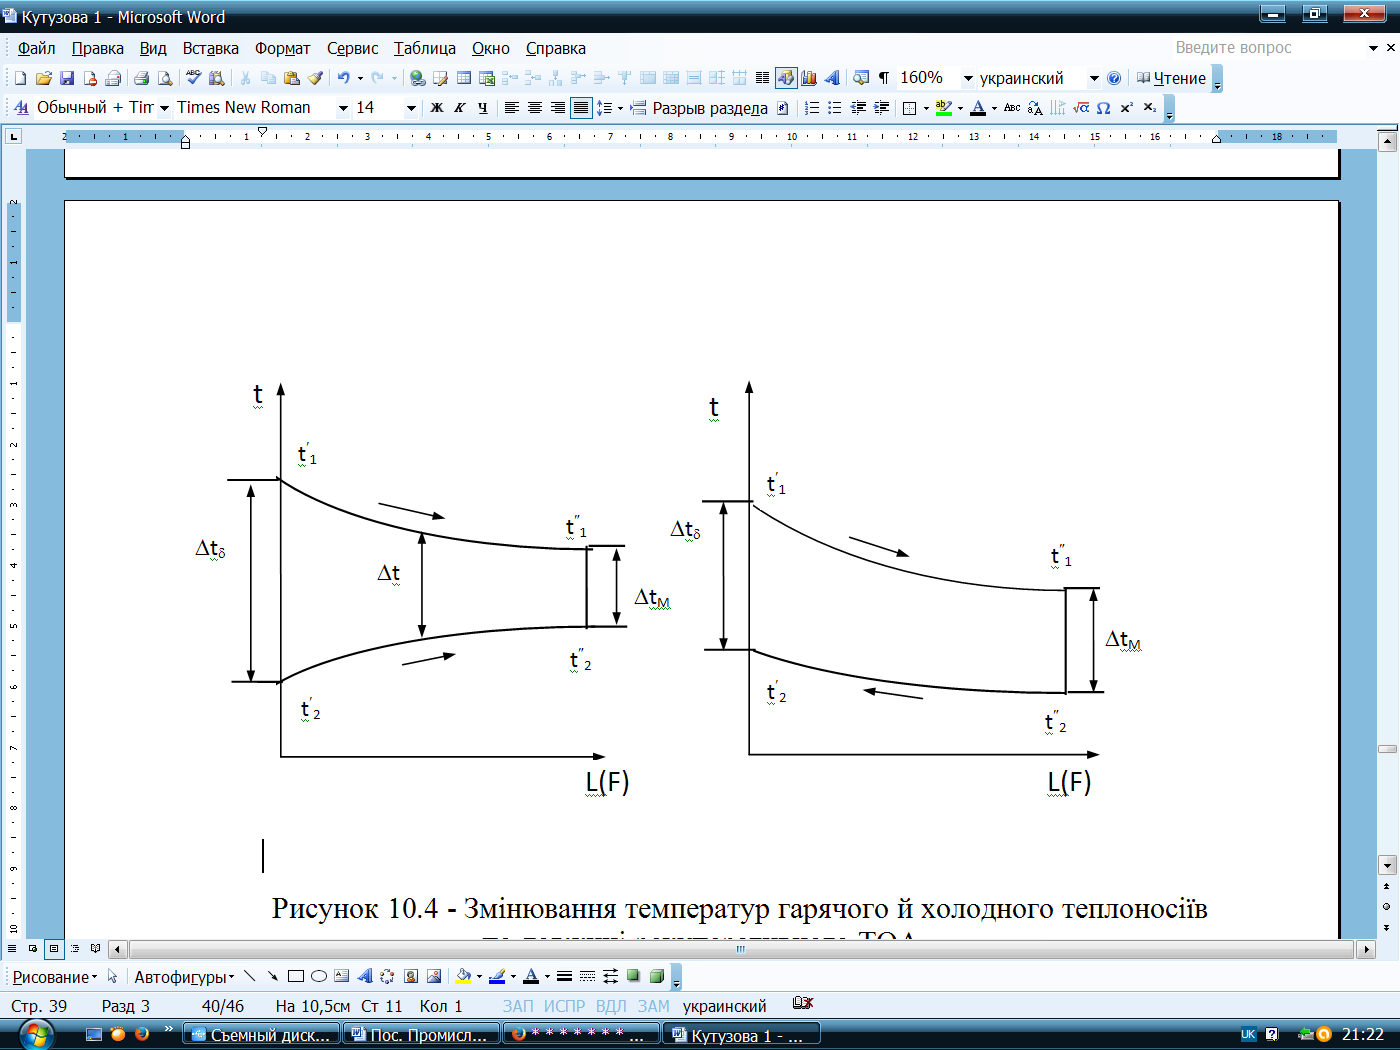 Кутузова 1 - Microsoft Word
Файл Правка Вид Вставка Формат Сервис Таблица Окно Справка
Введите вопрос
160% украинский Чтение
Обычный + Tim Times New Roman 14 Ж К Ч Разрыв раздела
t
t′1
Δtδ
Δt
t″1
ΔtM
t″2
t′2
L(F)
t
t′1
Δtδ
t″1
ΔtM
t′2
t″2
L(F)
Рисунок 10.4 - Змінювання температур гарячого й холодного теплоносіїв
Рисование Автофигуры
Стр. 39 Разд 3 40/46 На 10,5см Ст 11 Кол 1 ЗАП ИСПР ВДЛ ЗАМ украинский
Съемный диск... Пос. Промисл... * * * * * * * ... Кутузова 1 - ... UK 21:22